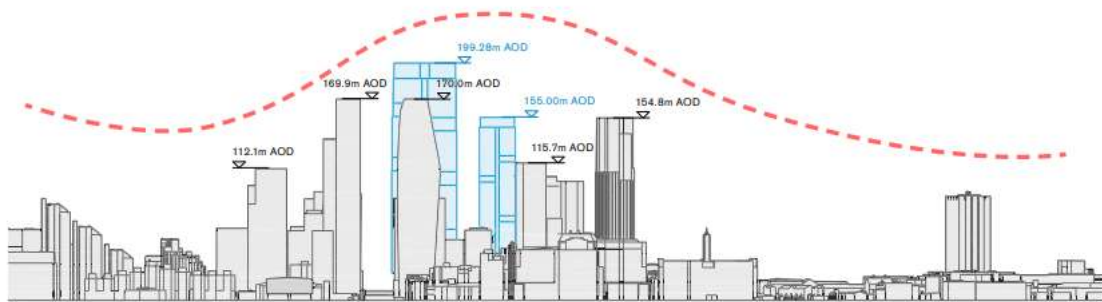 199.28m AOD
169.9m AOD
170.0m AOD
155.00m AOD
154.8m AOD
112.1m AOD
115.7m AOD